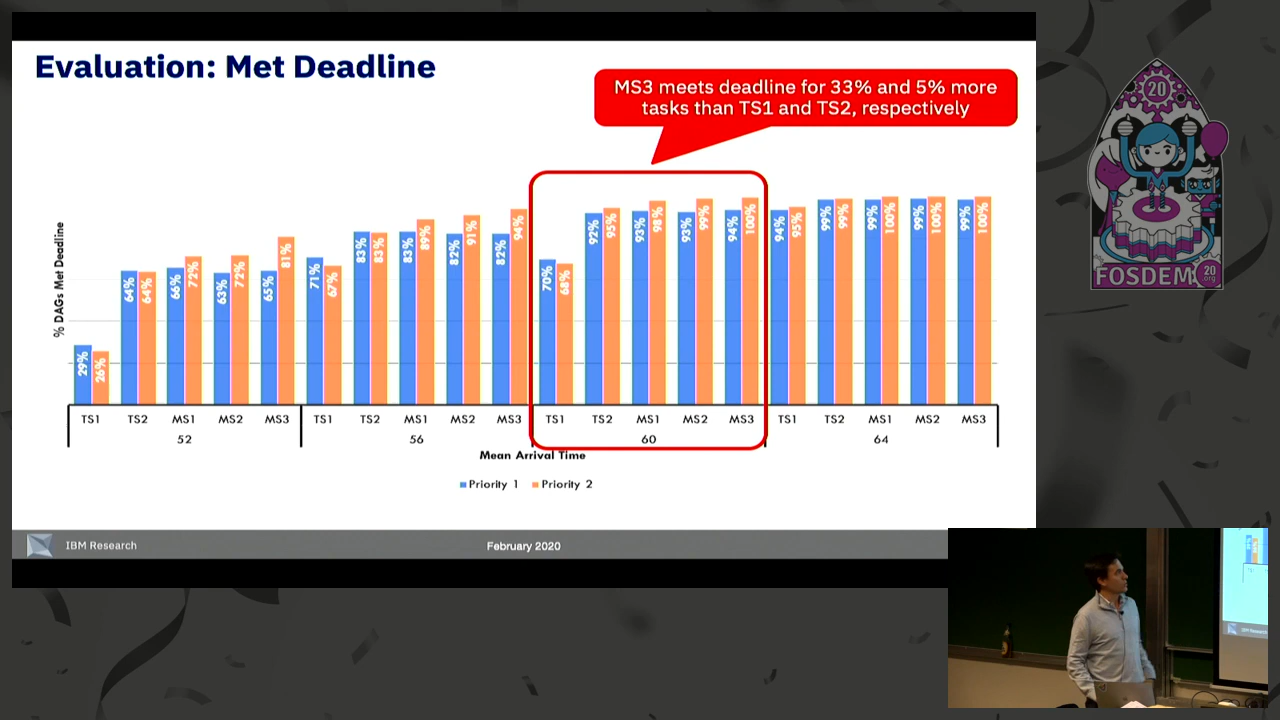 Evaluation: Met Deadline
MS3 meets deadline for 33% and 5% more
tasks than TS1 and TS2, respectively
% DAGs Met Deadline
29% 26% 64% 64% 66% 72% 63% 72% 65% 81% 71% 67% 83% 83% 83% 89% 82% 91% 82% 94% 70% 68% 92% 95% 93% 98% 93% 99% 94% 100% 94% 95% 99% 99% 99% 100% 99% 100% 99% 100%
TS1 TS2 MS1 MS2 MS3 TS1 TS2 MS1 MS2 MS3 TS1 TS2 MS1 MS2 MS3 TS1 TS2 MS1 MS2 MS3
52 56 60 64
Mean Arrival Time
Priority 1 Priority 2
IBM Research
February 2020
20
FOSDEM
20
.org
IBM Research